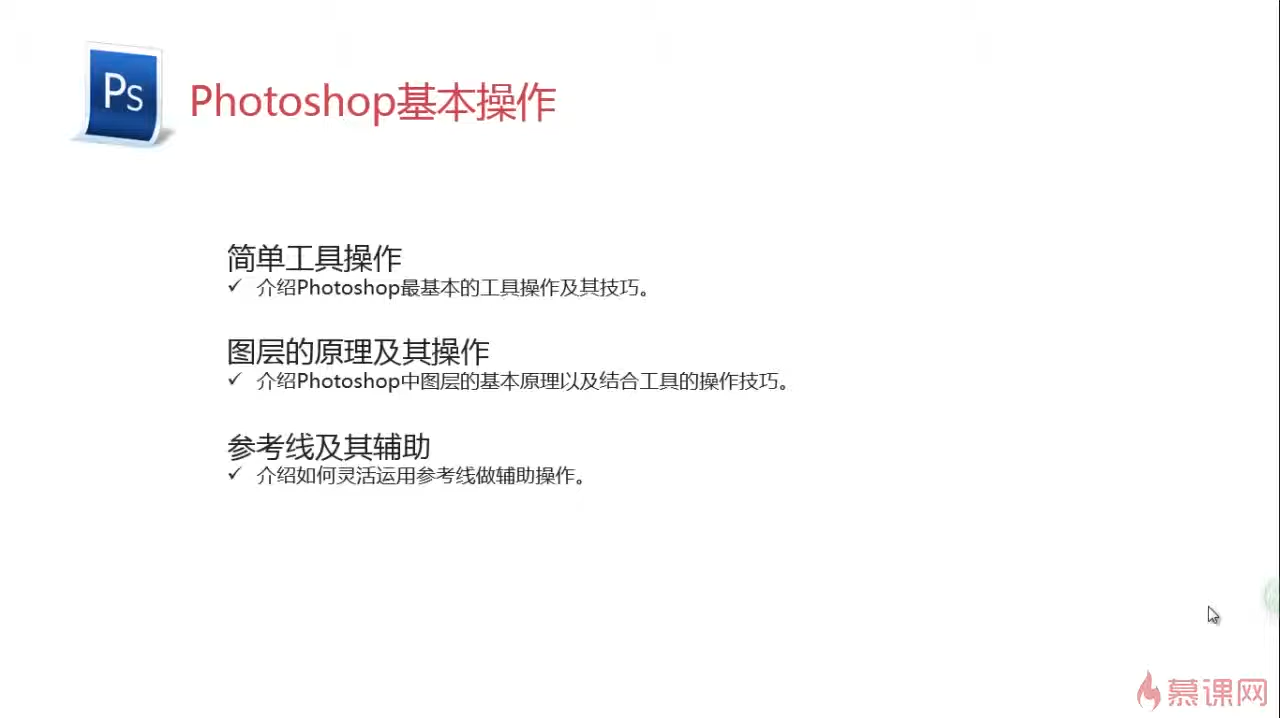 Ps
Photoshop基本操作
简单工具操作
✓ 介绍Photoshop最基本的工具操作及其技巧。
图层的原理及其操作
✓ 介绍Photoshop中图层的基本原理以及结合工具的操作技巧。
参考线及其辅助
✓ 介绍如何灵活运用参考线做辅助操作。
慕课网